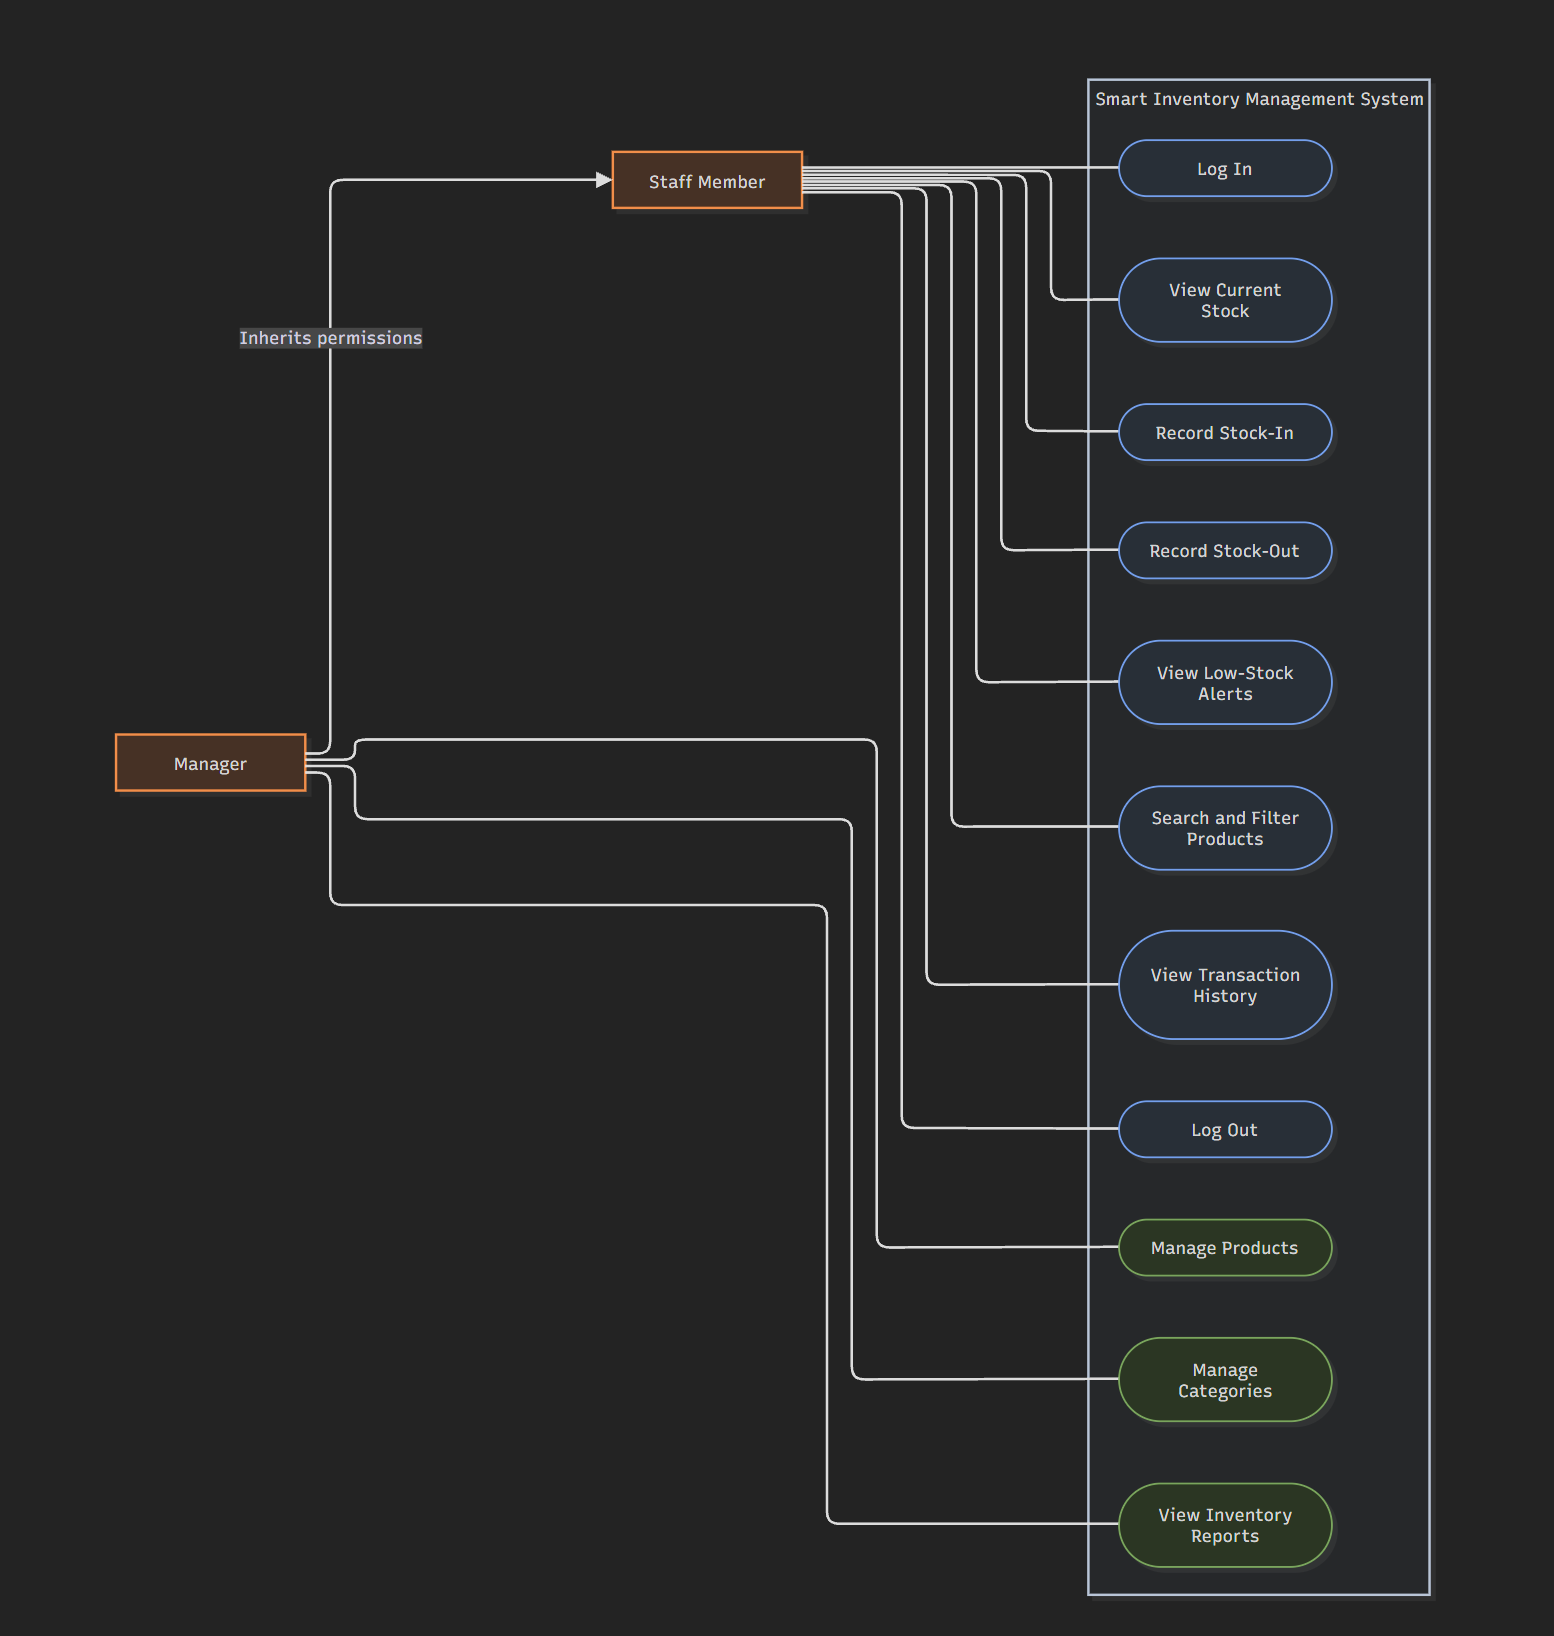 Smart Inventory Management System
Staff Member
Log In
View Current
Stock
Inherits permissions
Record Stock-In
Record Stock-Out
View Low-Stock
Alerts
Manager
Search and Filter
Products
View Transaction
History
Log Out
Manage Products
Manage
Categories
View Inventory
Reports